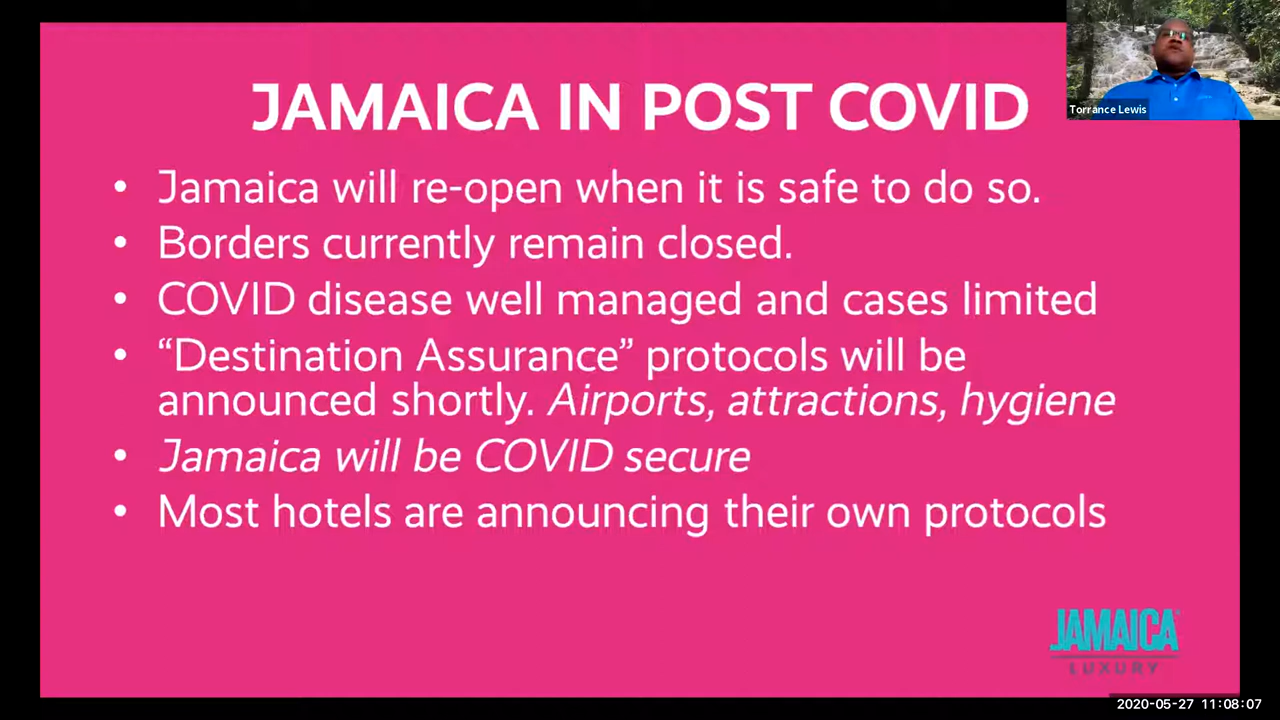 JAMAICA IN POST COVID
Torrance Lewis
• Jamaica will re-open when it is safe to do so.
• Borders currently remain closed.
• COVID disease well managed and cases limited
• “Destination Assurance” protocols will be
announced shortly. Airports, attractions, hygiene
• Jamaica will be COVID secure
• Most hotels are announcing their own protocols
JAMAICA
LUXURY
2020-05-27 11:08:07